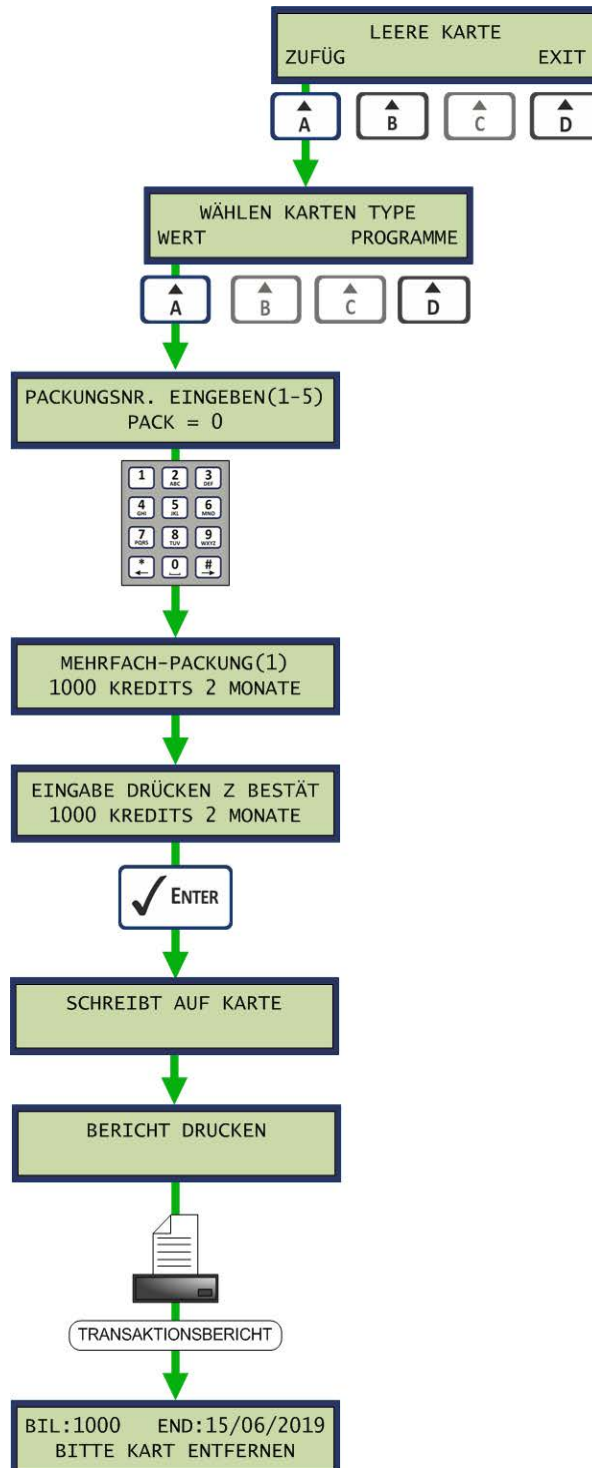 LEERE KARTE
ZUFÜG EXIT
A B C D
WÄHLEN KARTEN TYPE
WERT PROGRAMME
A B C D
PACKUNGSNR. EINGEBEN(1-5)
PACK = 0
1 2 ABC 3 DEF
4 GHI 5 JKL 6 MNO
7 PQRS 8 TUV 9 WXYZ
* 0 #
MEHRFACH-PACKUNG(1)
1000 KREDITS 2 MONATE
EINGABE DRÜCKEN Z BESTÄT
1000 KREDITS 2 MONATE
ENTER
SCHREIBT AUF KARTE
BERICHT DRUCKEN
TRANSAKTIONSBERICHT
BIL:1000 END:15/06/2019
BITTE KART ENTFERNEN